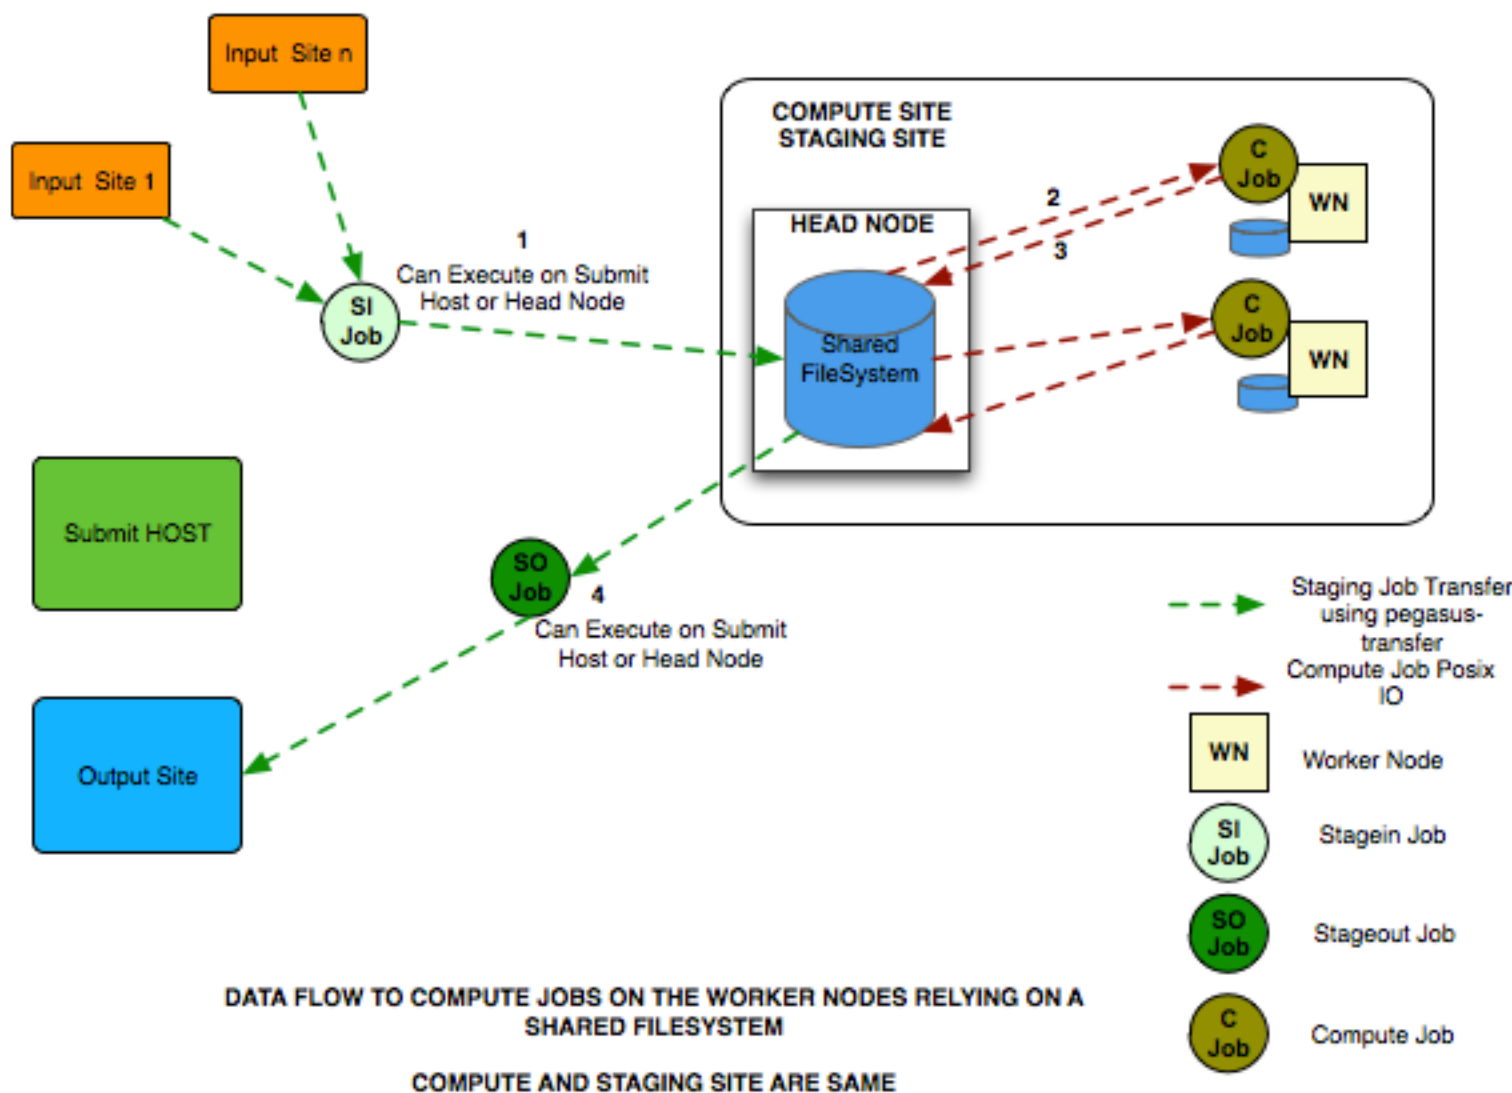 Input Site n
Input Site 1
COMPUTE SITE
STAGING SITE
HEAD NODE
1
Can Execute on Submit
Host or Head Node
SI
Job
Shared
FileSystem
2
3
C
Job
WN
C
Job
WN
Submit HOST
SO
Job
4
Can Execute on Submit
Host or Head Node
Output Site
Staging Job Transfer
using pegasus-
transfer
Compute Job Posix
IO
WN
Worker Node
SI
Job
Stagein Job
SO
Job
Stageout Job
C
Job
Compute Job
DATA FLOW TO COMPUTE JOBS ON THE WORKER NODES RELYING ON A
SHARED FILESYSTEM
COMPUTE AND STAGING SITE ARE SAME